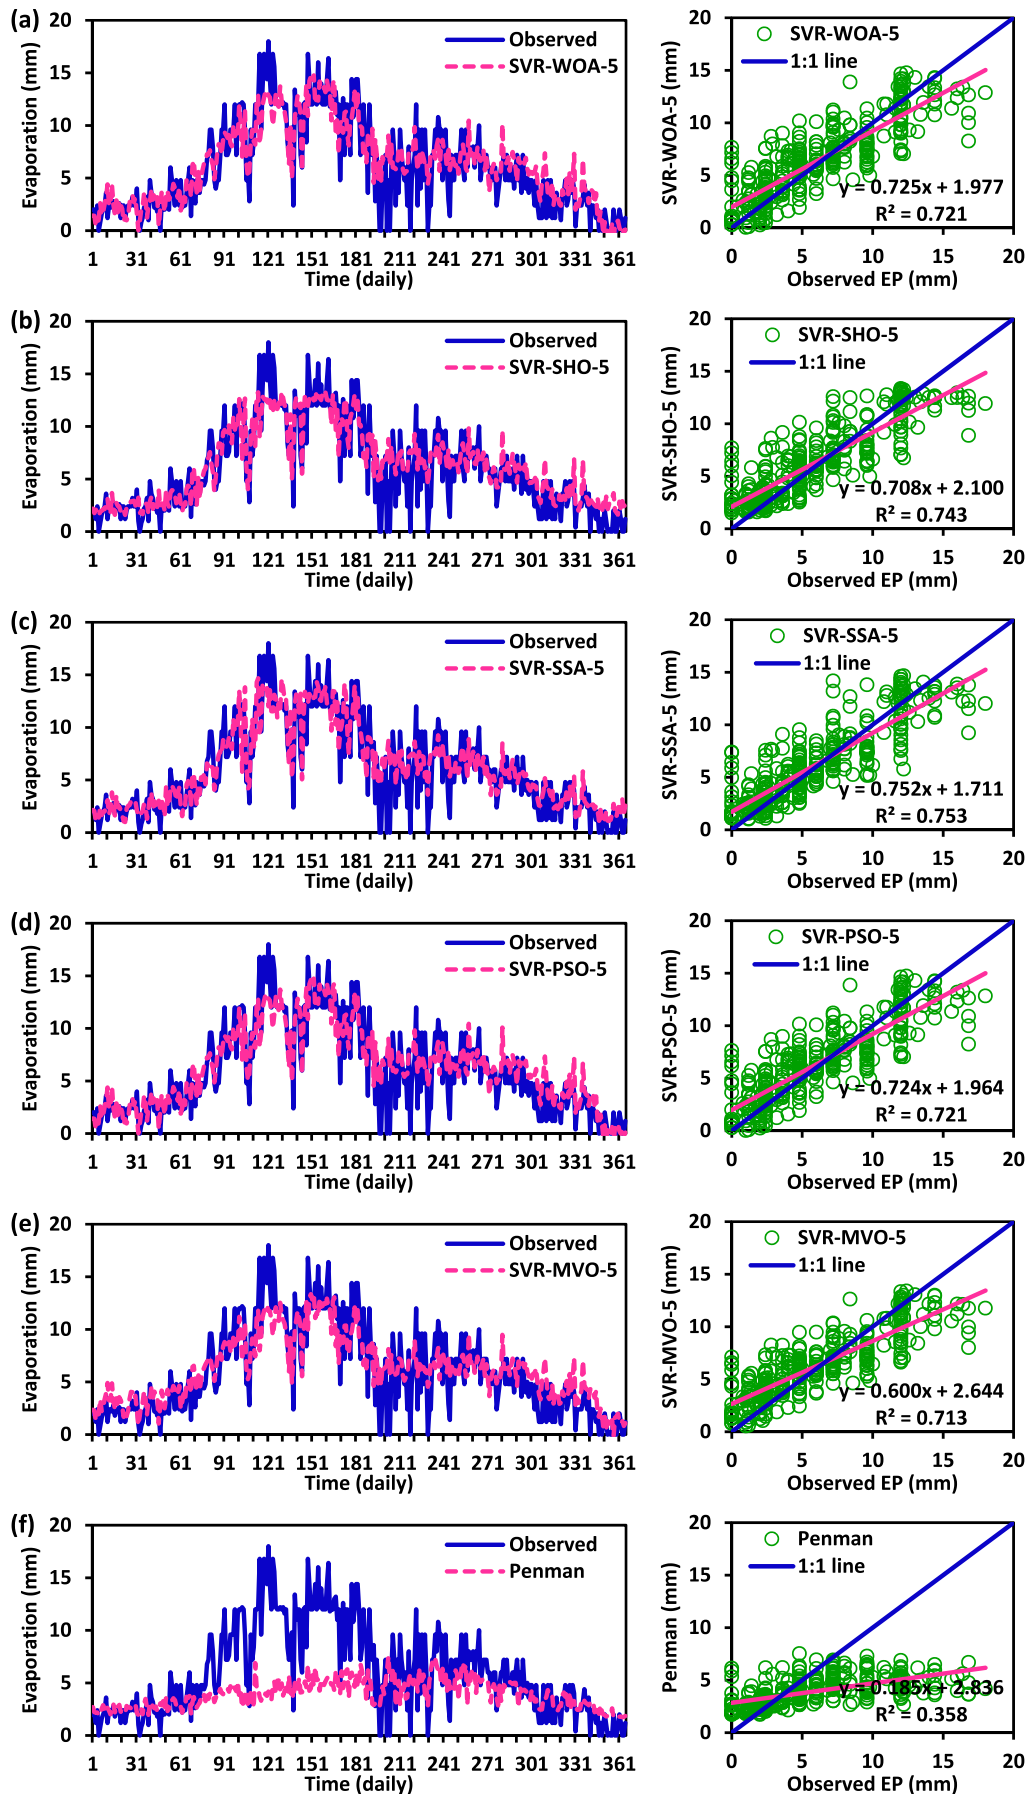 (a)
Evaporation (mm)
20
15
10
5
0
Observed
SVR-WOA-5
1 31 61 91 121 151 181 211 241 271 301 331 361
Time (daily)
SVR-WOA-5 (mm)
20
15
10
5
0
SVR-WOA-5
1:1 line
y = 0.725x + 1.977
R² = 0.721
0 5 10 15 20
Observed EP (mm)
(b)
Evaporation (mm)
20
15
10
5
0
Observed
SVR-SHO-5
1 31 61 91 121 151 181 211 241 271 301 331 361
Time (daily)
SVR-SHO-5 (mm)
20
15
10
5
0
SVR-SHO-5
1:1 line
y = 0.708x + 2.100
R² = 0.743
0 5 10 15 20
Observed EP (mm)
(c)
Evaporation (mm)
20
15
10
5
0
Observed
SVR-SSA-5
1 31 61 91 121 151 181 211 241 271 301 331 361
Time (daily)
SVR-SSA-5 (mm)
20
15
10
5
0
SVR-SSA-5
1:1 line
y = 0.752x + 1.711
R² = 0.753
0 5 10 15 20
Observed EP (mm)
(d)
Evaporation (mm)
20
15
10
5
0
Observed
SVR-PSO-5
1 31 61 91 121 151 181 211 241 271 301 331 361
Time (daily)
SVR-PSO-5 (mm)
20
15
10
5
0
SVR-PSO-5
1:1 line
y = 0.724x + 1.964
R² = 0.721
0 5 10 15 20
Observed EP (mm)
(e)
Evaporation (mm)
20
15
10
5
0
Observed
SVR-MVO-5
1 31 61 91 121 151 181 211 241 271 301 331 361
Time (daily)
SVR-MVO-5 (mm)
20
15
10
5
0
SVR-MVO-5
1:1 line
y = 0.600x + 2.644
R² = 0.713
0 5 10 15 20
Observed EP (mm)
(f)
Evaporation (mm)
20
15
10
5
0
Observed
Penman
1 31 61 91 121 151 181 211 241 271 301 331 361
Time (daily)
Penman (mm)
20
15
10
5
0
Penman
1:1 line
y = 0.185x + 2.836
R² = 0.358
0 5 10 15 20
Observed EP (mm)